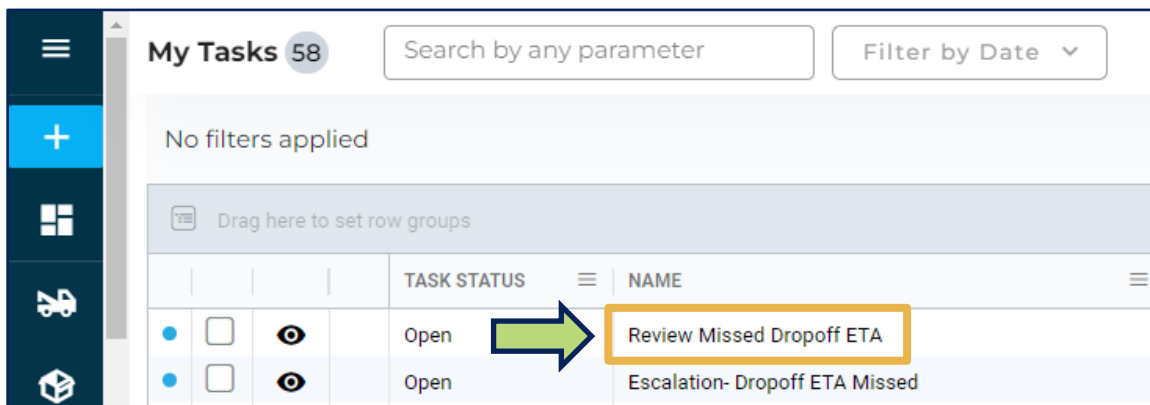 My Tasks 58 Search by any parameter Filter by Date
No filters applied
Drag here to set row groups
TASK STATUS NAME
Open Review Missed Dropoff ETA
Open Escalation- Dropoff ETA Missed